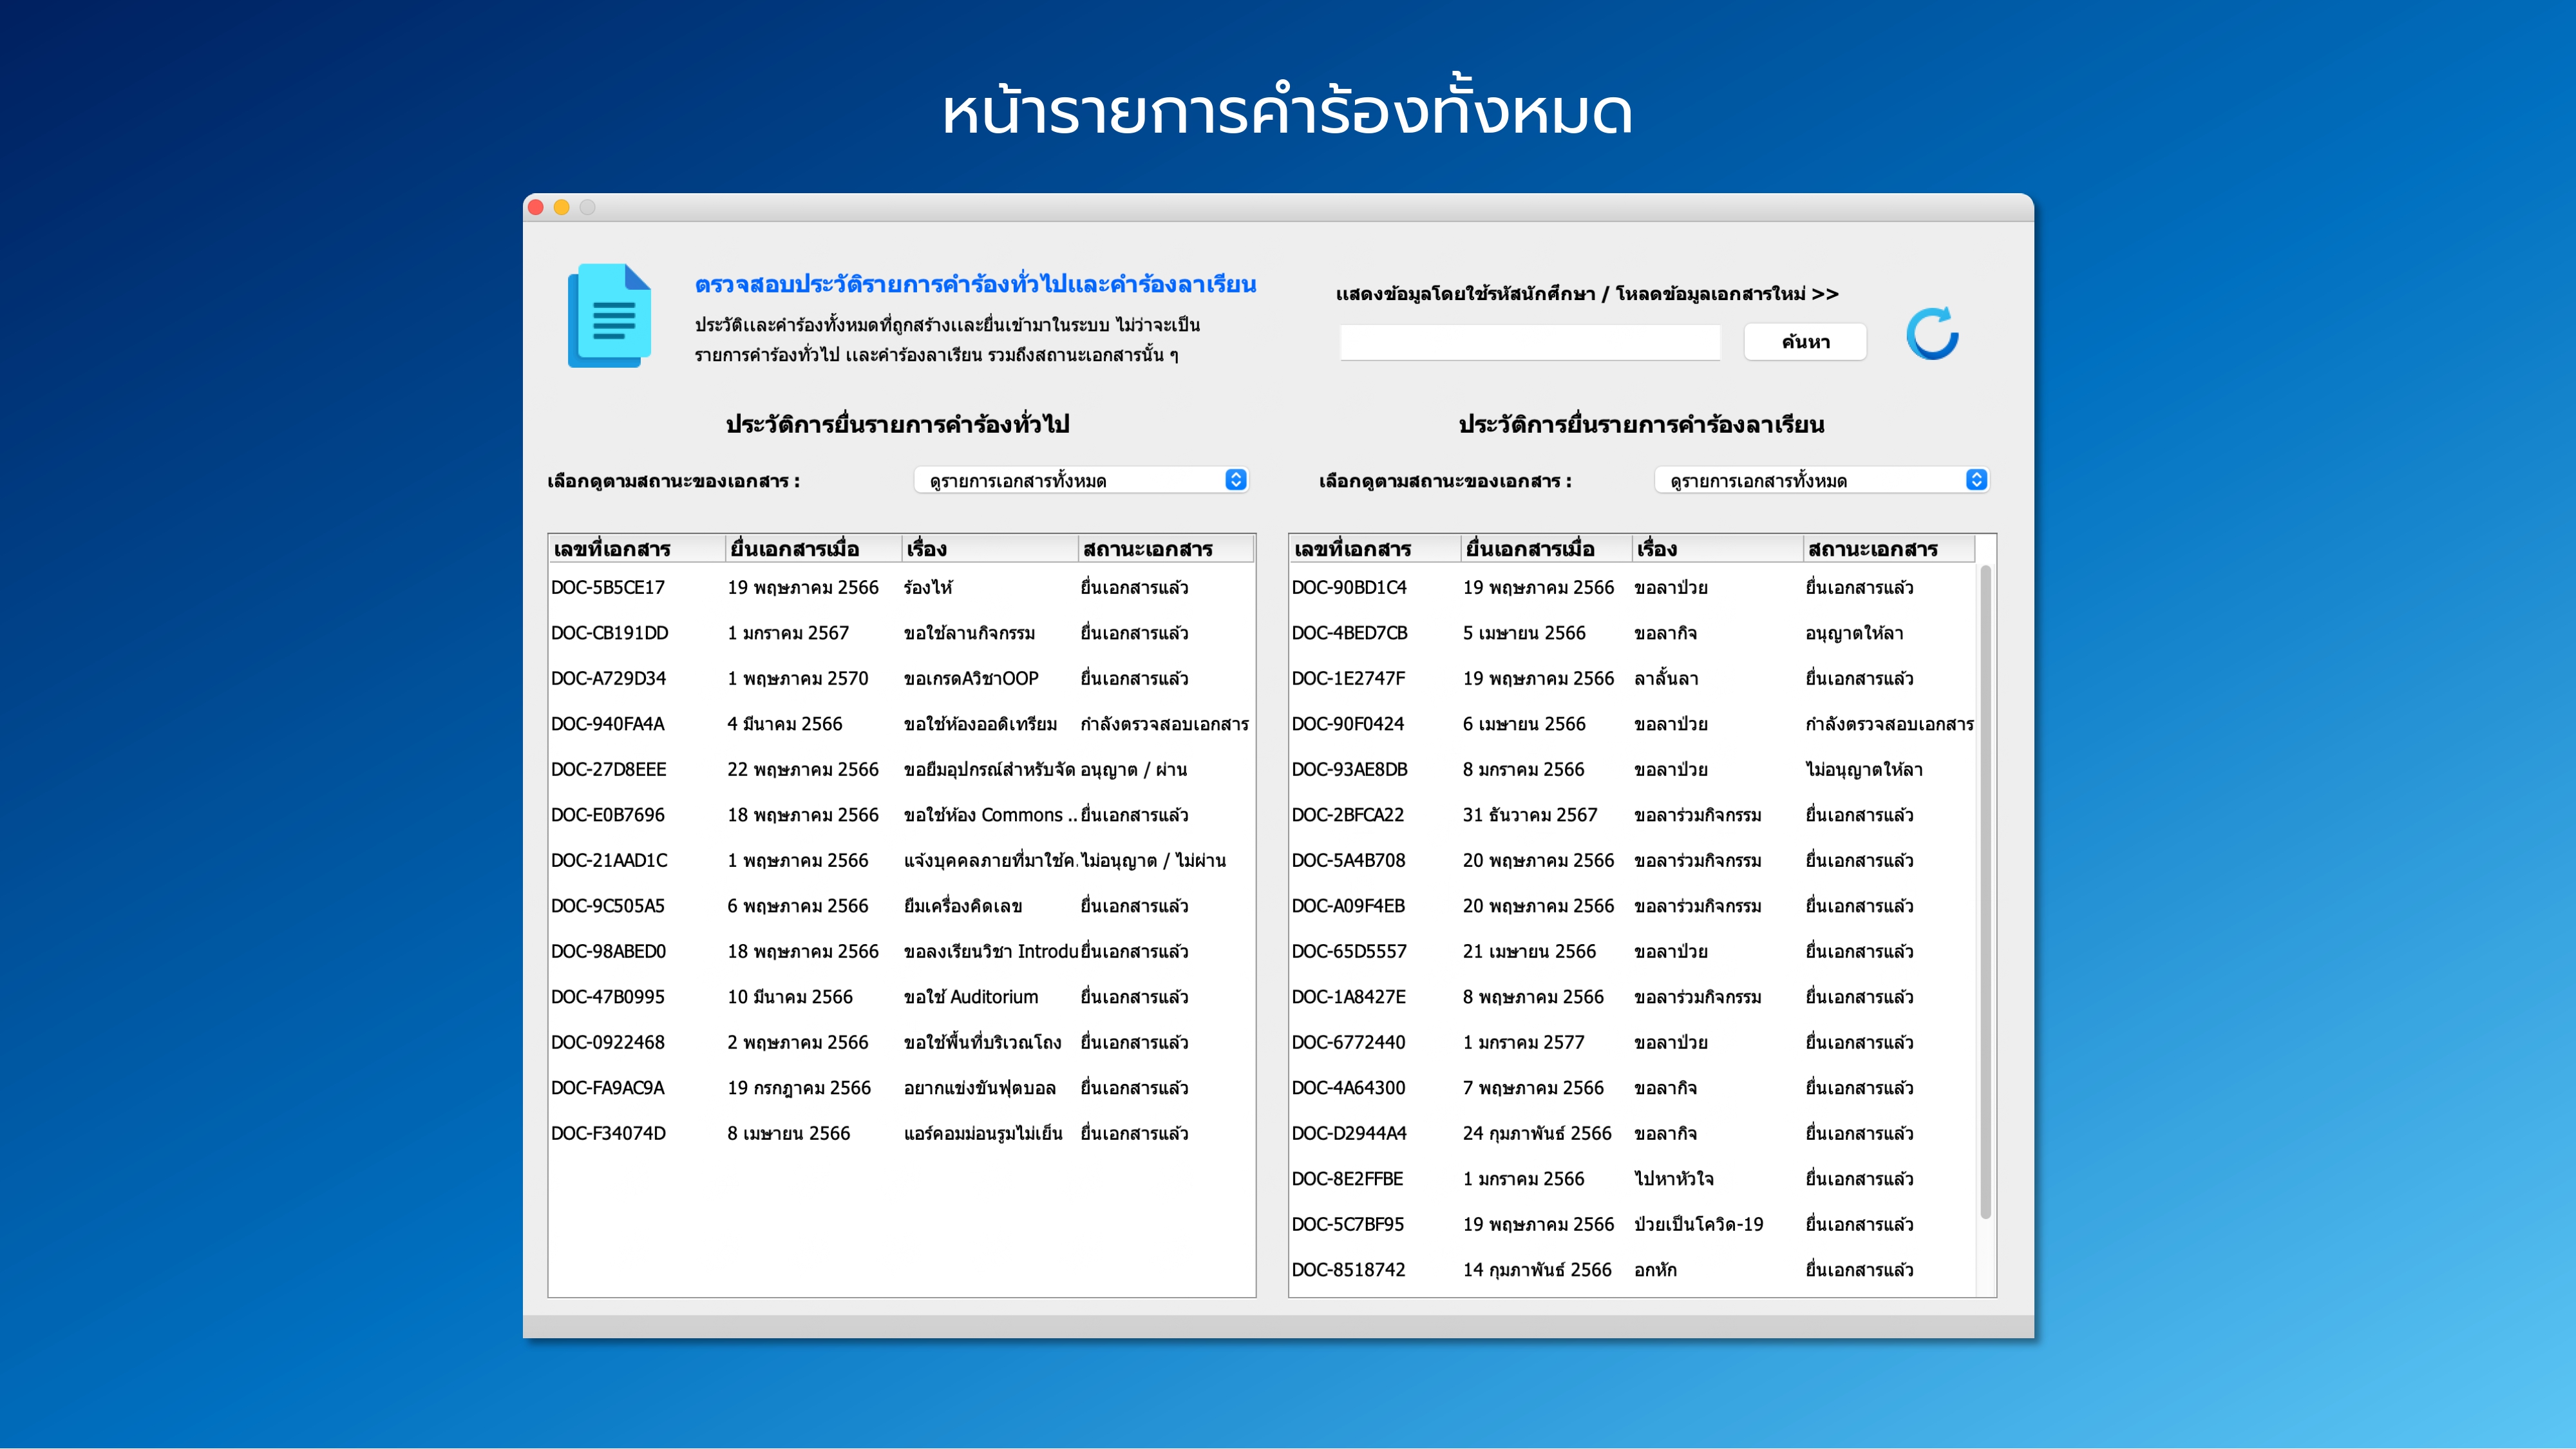 หน้ารายการคำร้องทั้งหมด
ตรวจสอบประวัติรายการคำร้องทั่วไปและคำร้องลาเรียน
ประวัติและคำร้องทั้งหมดที่ถูกสร้างและยื่นเข้ามาในระบบ ไม่ว่าจะเป็น
รายการคำร้องทั่วไป และคำร้องลาเรียน รวมถึงสถานะเอกสารนั้น ๆ
แสดงข้อมูลโดยใช้รหัสนักศึกษา / โหลดข้อมูลเอกสารใหม่ >>
ค้นหา
ประวัติการยื่นรายการคำร้องทั่วไป
เลือกดูตามสถานะของเอกสาร : ดูรายการเอกสารทั้งหมด
เลขที่เอกสาร ยื่นเอกสารเมื่อ เรื่อง สถานะเอกสาร
DOC-5B5CE17 19 พฤษภาคม 2566 ร้องไห้ ยื่นเอกสารแล้ว
DOC-CB191DD 1 มกราคม 2567 ขอใช้ลานกิจกรรม ยื่นเอกสารแล้ว
DOC-A729D34 1 พฤษภาคม 2570 ขอเกรดAวิชาOOP ยื่นเอกสารแล้ว
DOC-940FA4A 4 มีนาคม 2566 ขอใช้ห้องออดิเทรียม กำลังตรวจสอบเอกสาร
DOC-27D8EEE 22 พฤษภาคม 2566 ขอยืมอุปกรณ์สำหรับจัด อนุญาต / ผ่าน
DOC-E0B7696 18 พฤษภาคม 2566 ขอใช้ห้อง Commons .. ยื่นเอกสารแล้ว
DOC-21AAD1C 1 พฤษภาคม 2566 แจ้งบุคคลภายที่มาใช้ค. ไม่อนุญาต / ไม่ผ่าน
DOC-9C505A5 6 พฤษภาคม 2566 ยืมเครื่องคิดเลข ยื่นเอกสารแล้ว
DOC-98ABED0 18 พฤษภาคม 2566 ขอลงเรียนวิชา Introdu ยื่นเอกสารแล้ว
DOC-47B0995 10 มีนาคม 2566 ขอใช้ Auditorium ยื่นเอกสารแล้ว
DOC-0922468 2 พฤษภาคม 2566 ขอใช้พื้นที่บริเวณโถง ยื่นเอกสารแล้ว
DOC-FA9AC9A 19 กรกฎาคม 2566 อยากแข่งขันฟุตบอล ยื่นเอกสารแล้ว
DOC-F34074D 8 เมษายน 2566 แอร์คอมม่อนรูมไม่เย็น ยื่นเอกสารแล้ว
ประวัติการยื่นรายการคำร้องลาเรียน
เลือกดูตามสถานะของเอกสาร : ดูรายการเอกสารทั้งหมด
เลขที่เอกสาร ยื่นเอกสารเมื่อ เรื่อง สถานะเอกสาร
DOC-90BD1C4 19 พฤษภาคม 2566 ขอลาป่วย ยื่นเอกสารแล้ว
DOC-4BED7CB 5 เมษายน 2566 ขอลากิจ อนุญาตให้ลา
DOC-1E2747F 19 พฤษภาคม 2566 ลาลั้นลา ยื่นเอกสารแล้ว
DOC-90F0424 6 เมษายน 2566 ขอลาป่วย กำลังตรวจสอบเอกสาร
DOC-93AE8DB 8 มกราคม 2566 ขอลาป่วย ไม่อนุญาตให้ลา
DOC-2BFCA22 31 ธันวาคม 2567 ขอลาร่วมกิจกรรม ยื่นเอกสารแล้ว
DOC-5A4B708 20 พฤษภาคม 2566 ขอลาร่วมกิจกรรม ยื่นเอกสารแล้ว
DOC-A09F4EB 20 พฤษภาคม 2566 ขอลาร่วมกิจกรรม ยื่นเอกสารแล้ว
DOC-65D5557 21 เมษายน 2566 ขอลาป่วย ยื่นเอกสารแล้ว
DOC-1A8427E 8 พฤษภาคม 2566 ขอลาร่วมกิจกรรม ยื่นเอกสารแล้ว
DOC-6772440 1 มกราคม 2577 ขอลาป่วย ยื่นเอกสารแล้ว
DOC-4A64300 7 พฤษภาคม 2566 ขอลากิจ ยื่นเอกสารแล้ว
DOC-D2944A4 24 กุมภาพันธ์ 2566 ขอลากิจ ยื่นเอกสารแล้ว
DOC-8E2FFBE 1 มกราคม 2566 ไปหาหัวใจ ยื่นเอกสารแล้ว
DOC-5C7BF95 19 พฤษภาคม 2566 ป่วยเป็นโควิด-19 ยื่นเอกสารแล้ว
DOC-8518742 14 กุมภาพันธ์ 2566 อกหัก ยื่นเอกสารแล้ว